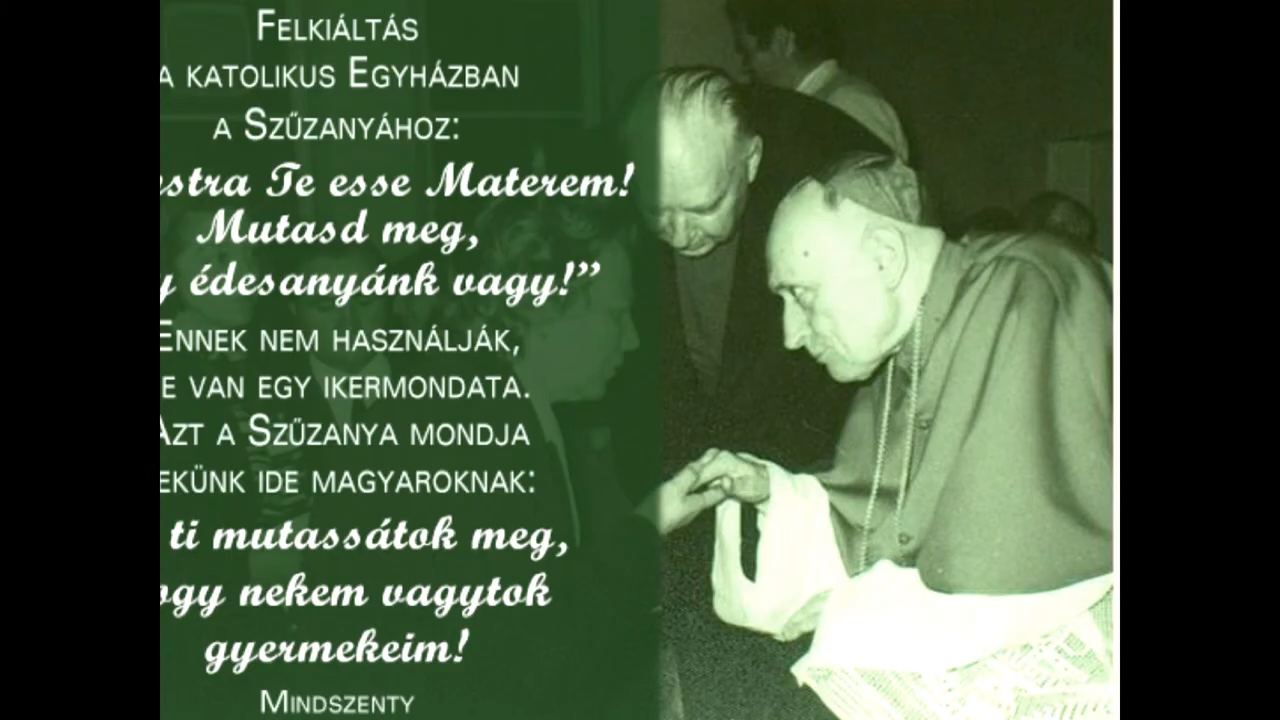 FELKIÁLTÁS
A KATOLIKUS EGYHÁZBAN
A SZŰZANYÁHOZ:
stra Te esse Materem!
Mutasd meg,
y édesanyánk vagy!”
ENNEK NEM HASZNÁLJÁK,
E VAN EGY IKERMONDATA.
AZT A SZŰZANYA MONDJA
EKÜNK IDE MAGYAROKNAK:
ti mutassátok meg,
ogy nekem vagytok
gyermekeim!
MINDSZENTY